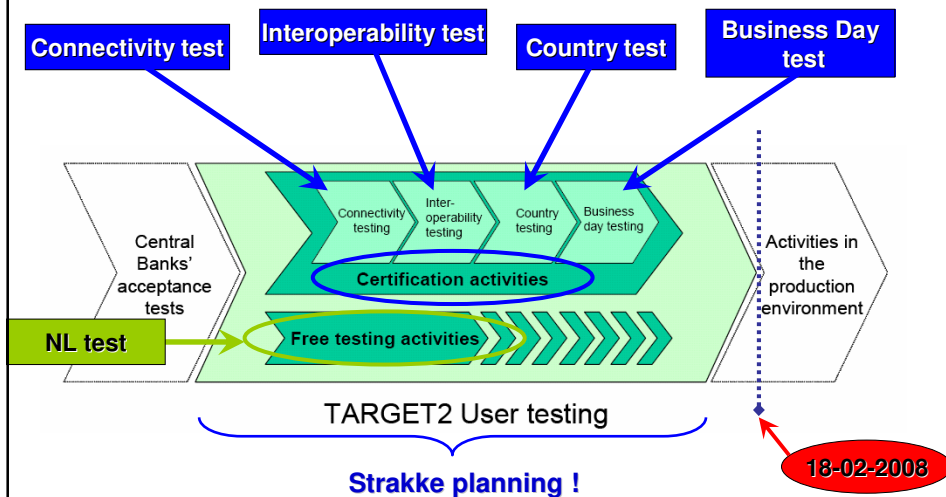 Connectivity test
Interoperability test
Country test
Business Day
test
Central
Banks'
acceptance
tests
Connectivity
testing
Inter-
operability
testing
Country
testing
Business
day testing
Certification activities
Activities in
the
production
environment
NL test
Free testing activities
TARGET2 User testing
Strakke planning !
18-02-2008